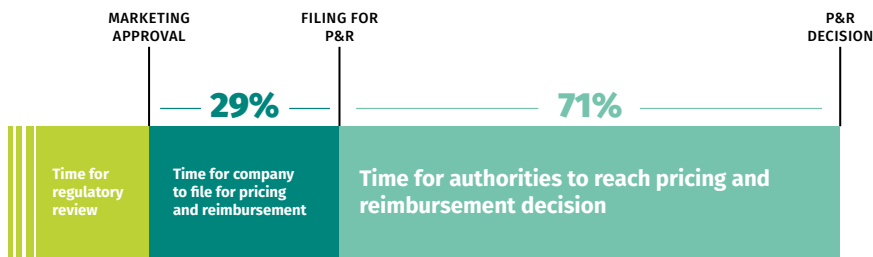 MARKETING
APPROVAL
FILING FOR
P&R
P&R
DECISION
29%
71%
Time for
regulatory
review
Time for company
to file for pricing
and reimbursement
Time for authorities to reach pricing and
reimbursement decision